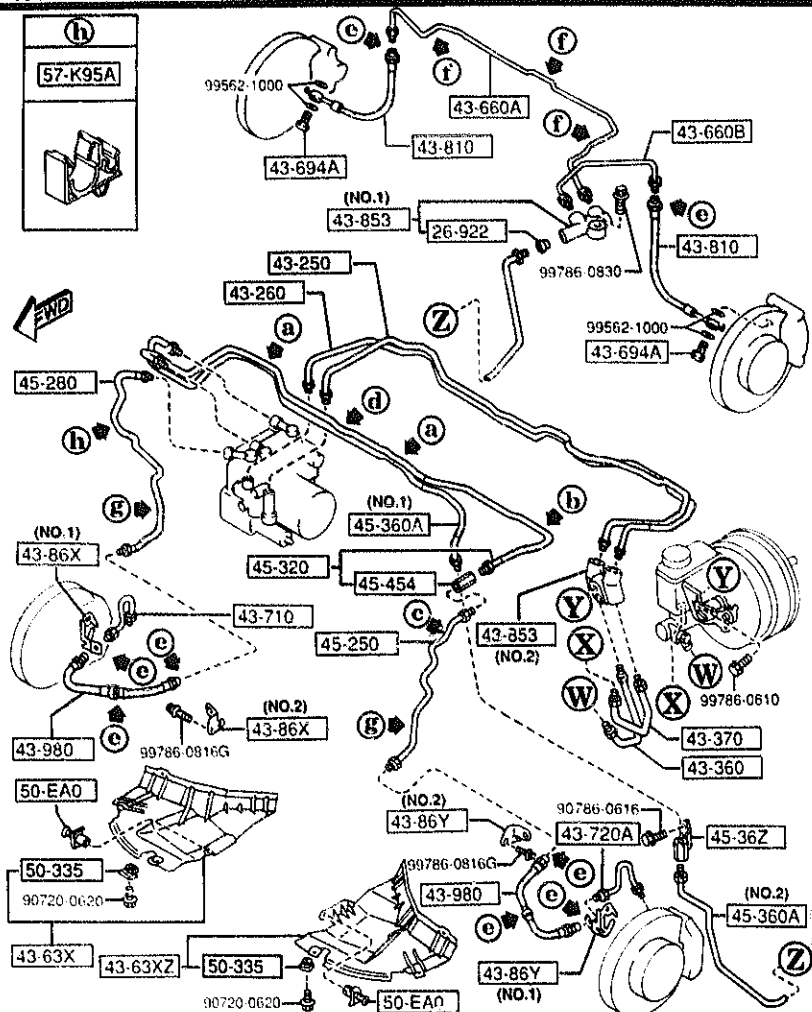 h
57-K95A
e
f
f
99562-1000
43-660A
f
43-660B
43-694A
43-810
(NO.1)
43-853
26-922
e
43-810
43-250
99786-0830
43-260
Z
99562-1000
FWD
a
43-694A
45-280
d
h
a
(NO.1)
45-360A
h
g
(NO.1)
43-86X
45-320
45-454
Y
Y
43-710
c
43-853
(NO.2)
e
45-250
X
e
W
W
X
(NO.2)
43-86X
99786-0610
43-980
e
g
43-370
99786-0816G
43-360
50-EA0
(NO.2)
43-86Y
90786-0616
43-720A
45-36Z
99786-0816G
50-335
e
43-980
e
(NO.2)
45-360A
90720-0620
e
43-63X
43-63XZ
50-335
43-86Y
(NO.1)
Z
90720-0620
50-EA0